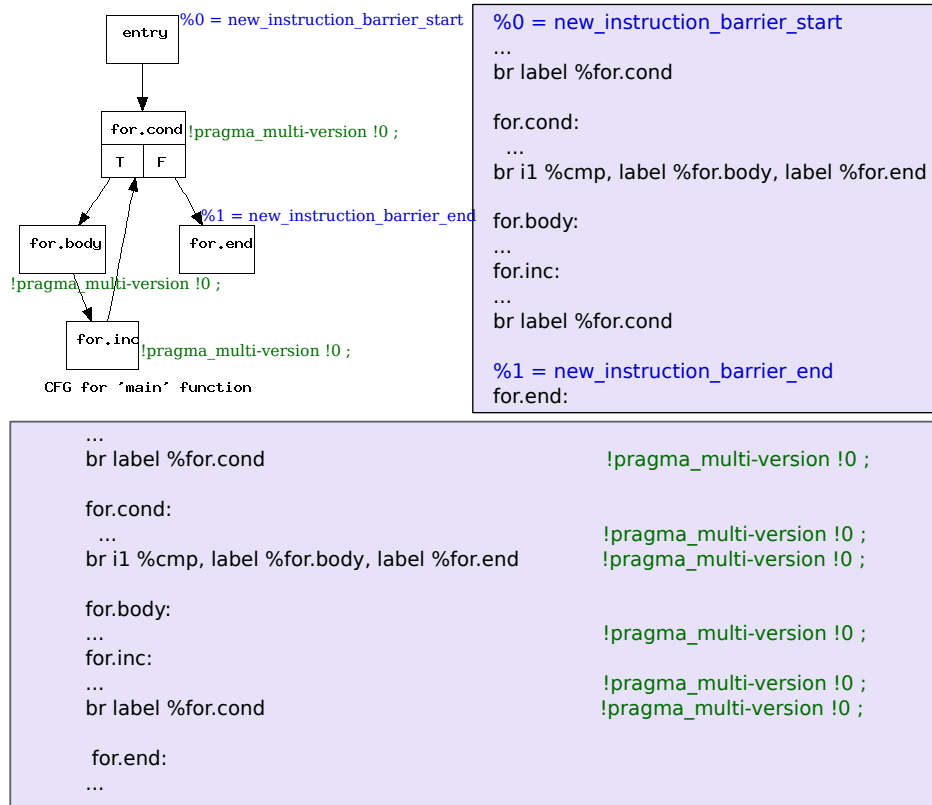 %0 = new_instruction_barrier_start
entry
for.cond
!pragma_multi-version !0 ;
T F
%1 = new_instruction_barrier_end
for.body
for.end
!pragma_multi-version !0 ;
for.inc
!pragma_multi-version !0 ;
CFG for 'main' function
%0 = new_instruction_barrier_start
...
br label %for.cond
for.cond:
...
br i1 %cmp, label %for.body, label %for.end
for.body:
...
for.inc:
...
br label %for.cond
%1 = new_instruction_barrier_end
for.end:
...
br label %for.cond !pragma_multi-version !0 ;
for.cond:
... !pragma_multi-version !0 ;
br i1 %cmp, label %for.body, label %for.end !pragma_multi-version !0 ;
for.body:
... !pragma_multi-version !0 ;
for.inc:
... !pragma_multi-version !0 ;
br label %for.cond !pragma_multi-version !0 ;
for.end:
...